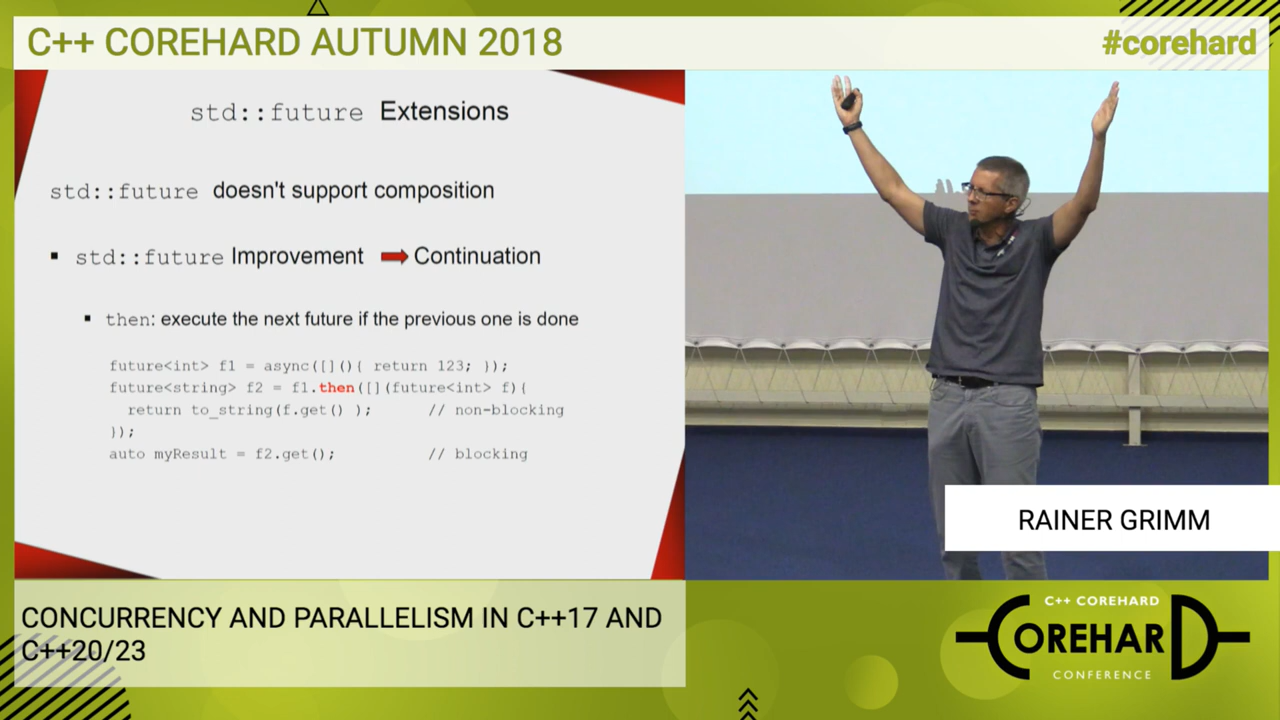 C++ COREHARD AUTUMN 2018
#corehard
std::future Extensions
std::future doesn't support composition
▪ std::future Improvement ➡ Continuation
▪ then: execute the next future if the previous one is done
future<int> f1 = async([](){ return 123; });
future<string> f2 = f1.then([](future<int> f){
return to_string(f.get() ); // non-blocking
});
auto myResult = f2.get(); // blocking
RAINER GRIMM
CONCURRENCY AND PARALLELISM IN C++17 AND
C++20/23
C++ COREHARD
COREHARD
CONFERENCE